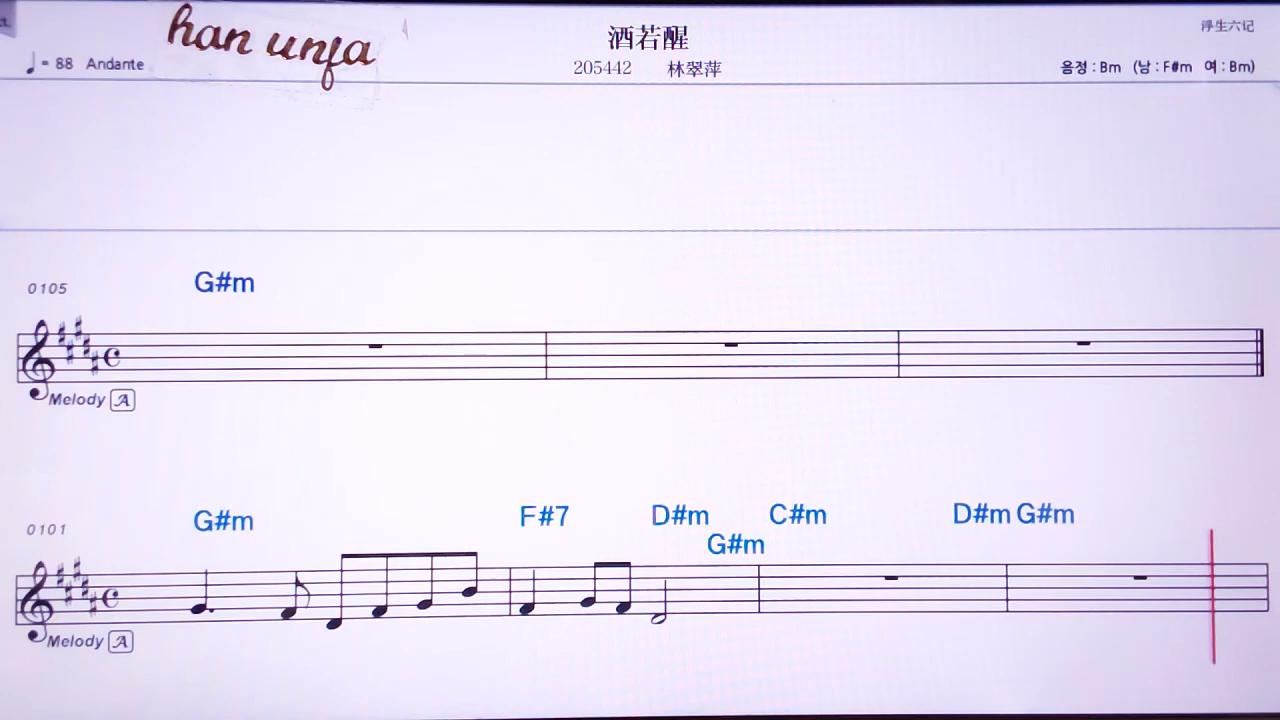 han unfa
酒若醒
浮生六记
= 88 Andante
205442 林翠萍
음정 : Bm (남 : F#m 여 : Bm)
G#m
0105
Melody A
G#m F#7 D#m C#m D#m G#m
G#m
0101
Melody A